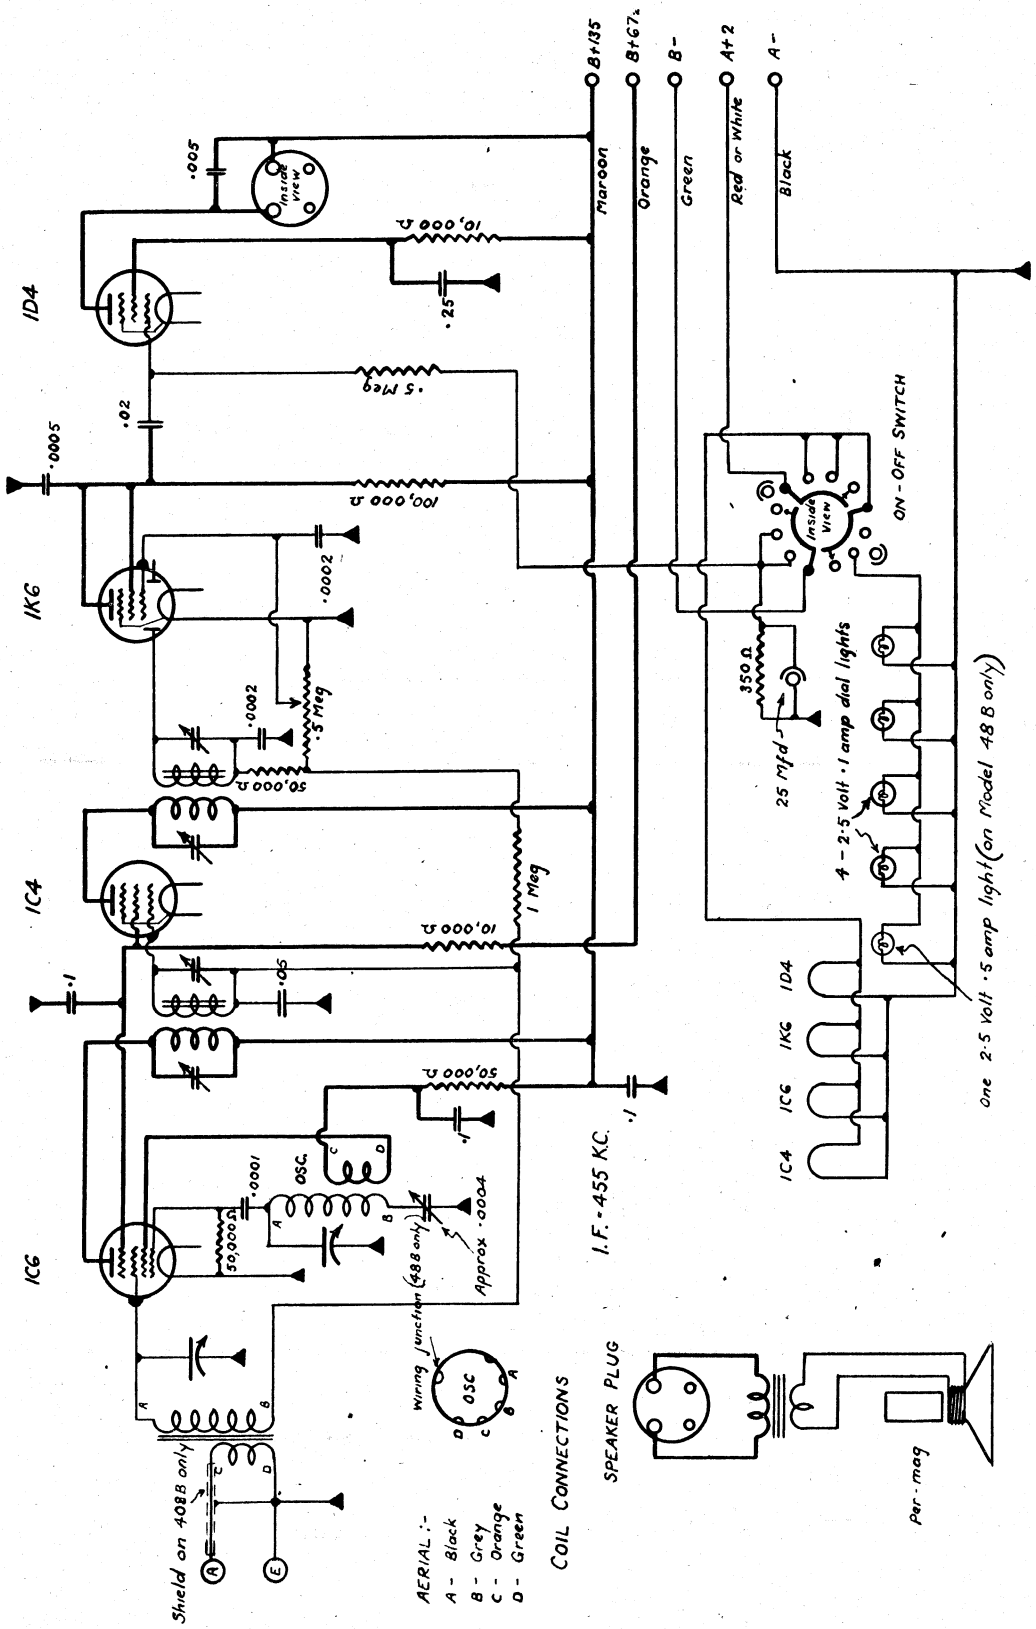 1C6
1C4
1K6
1D4
Shield on 408B only
A
E
A
B
C
D
50,000 Ω
.0001
OSC.
A
B
C
D
Approx .0004
Wiring junction (48B only)
.1
50,000 Ω
.1
.1
.05
10,000 Ω
1 Meg
50,000 Ω
.0002
.5 Meg
.0002
.0005
100,000 Ω
.02
.5 Meg
.25
10,000 Ω
.005
Inside
view
B+135
Maroon
B+67½
Orange
B-
Green
A+2
Red or White
A-
Black
I.F. = 455 K.C.
AERIAL:-
A - Black
B - Grey
C - Orange
D - Green
OSC
A
B
C
D
COIL CONNECTIONS
SPEAKER PLUG
Per-mag
1C4
1C6
1K6
1D4
350 Ω
25 Mfd
Inside
View
ON-OFF SWITCH
4 - 2.5 Volt .1 amp dial lights
One 2.5 Volt .5 amp light (on Model 48B only)